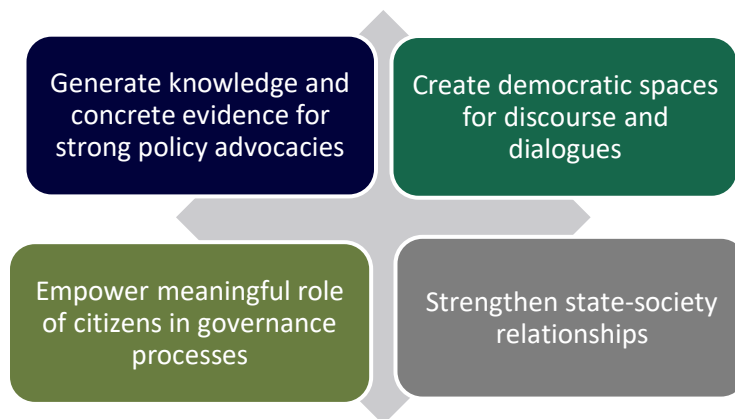 Generate knowledge and
concrete evidence for
strong policy advocacies
Create democratic spaces
for discourse and
dialogues
Empower meaningful role
of citizens in governance
processes
Strengthen state-society
relationships